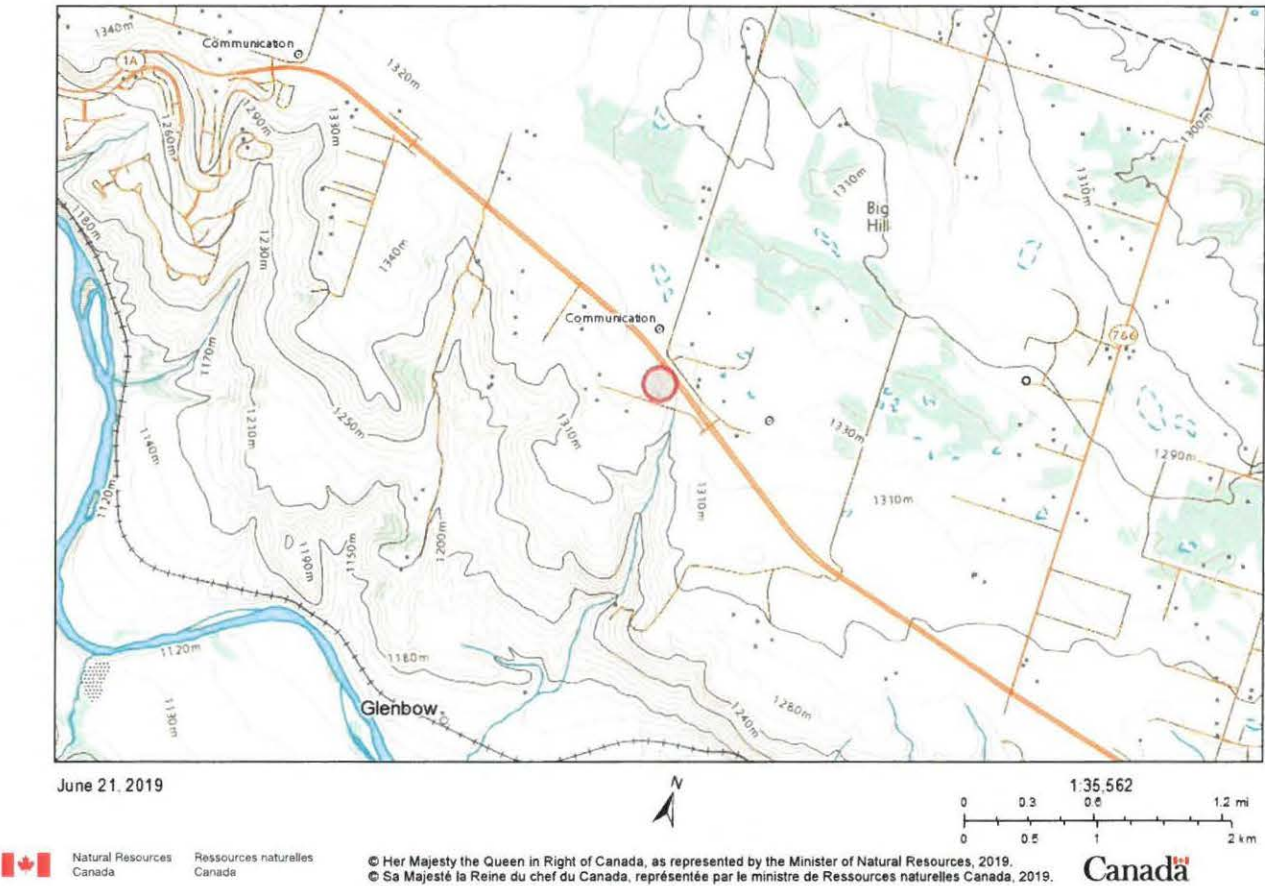 1340m
Communication
1A
1320m
1290m
1330m
1260m
1300m
1310m
1310m
Big
Hill
1180m
1230m
1340m
Communication
766
1170m
1210m
1250m
1310m
1330m
1140m
1290m
1120m
1310m
1310m
1200m
1150m
1160m
1120m
1180m
Glenbow
1130m
1280m
1240m
June 21, 2019
N
1:35,562
0 0.3 0.6 1.2 mi
0 0.5 1 2 km
Natural Resources Ressources naturelles
Canada Canada
© Her Majesty the Queen in Right of Canada, as represented by the Minister of Natural Resources, 2019.
© Sa Majesté la Reine du chef du Canada, représentée par le ministre de Ressources naturelles Canada, 2019.
Canada